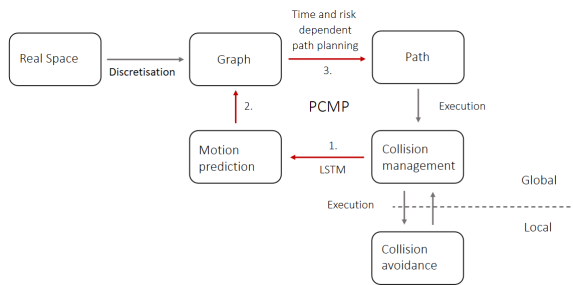 Time and risk
dependent
path planning
Real Space
Discretisation
Graph
3.
Path
2.
PCMP
Execution
Motion
prediction
1.
LSTM
Collision
management
Global
Execution
Local
Collision
avoidance